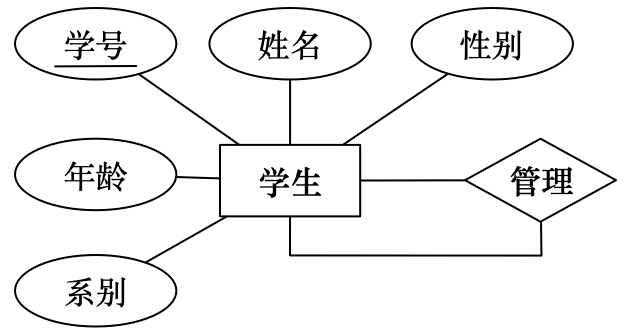 学号
姓名
性别
年龄
学生
管理
系别